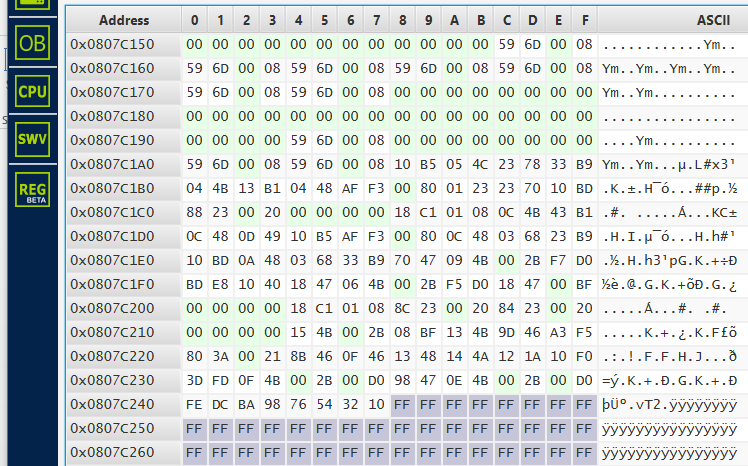 OB
CPU
SWV
REG
BETA
Address 0 1 2 3 4 5 6 7 8 9 A B C D E F ASCII
0x0807C150 00 00 00 00 00 00 00 00 00 00 00 00 59 6D 00 08 ............Ym..
0x0807C160 59 6D 00 08 59 6D 00 08 59 6D 00 08 59 6D 00 08 Ym..Ym..Ym..Ym..
0x0807C170 59 6D 00 08 59 6D 00 08 00 00 00 00 00 00 00 00 Ym..Ym..........
0x0807C180 00 00 00 00 00 00 00 00 00 00 00 00 00 00 00 00 ................
0x0807C190 00 00 00 00 59 6D 00 08 00 00 00 00 00 00 00 00 ....Ym..........
0x0807C1A0 59 6D 00 08 59 6D 00 08 10 B5 05 4C 23 78 33 B9 Ym..Ym...µ.L#x3¹
0x0807C1B0 04 4B 13 B1 04 48 AF F3 00 80 01 23 23 70 10 BD .K.±.H¯ó...##p.½
0x0807C1C0 88 23 00 20 00 00 00 00 18 C1 01 08 0C 4B 43 B1 .#. .....Á...KC±
0x0807C1D0 0C 48 0D 49 10 B5 AF F3 00 80 0C 48 03 68 23 B9 .H.I.µ¯ó...H.h#¹
0x0807C1E0 10 BD 0A 48 03 68 33 B9 70 47 09 4B 00 2B F7 D0 .½.H.h3¹pG.K.+÷Ð
0x0807C1F0 BD E8 10 40 18 47 06 4B 00 2B F5 D0 18 47 00 BF ½è.@.G.K.+õÐ.G.¿
0x0807C200 00 00 00 00 18 C1 01 08 8C 23 00 20 84 23 00 20 .....Á...#. .#.
0x0807C210 00 00 00 00 15 4B 00 2B 08 BF 13 4B 9D 46 A3 F5 .....K.+.¿.K.F£õ
0x0807C220 80 3A 00 21 8B 46 0F 46 13 48 14 4A 12 1A 10 F0 .:.!.F.F.H.J...ð
0x0807C230 3D FD 0F 4B 00 2B 00 D0 98 47 0E 4B 00 2B 00 D0 =ý.K.+.Ð.G.K.+.Ð
0x0807C240 FE DC BA 98 76 54 32 10 FF FF FF FF FF FF FF FF þÜº.vT2.ÿÿÿÿÿÿÿÿ
0x0807C250 FF FF FF FF FF FF FF FF FF FF FF FF FF FF FF FF ÿÿÿÿÿÿÿÿÿÿÿÿÿÿÿÿ
0x0807C260 FF FF FF FF FF FF FF FF FF FF FF FF FF FF FF FF ÿÿÿÿÿÿÿÿÿÿÿÿÿÿÿÿ